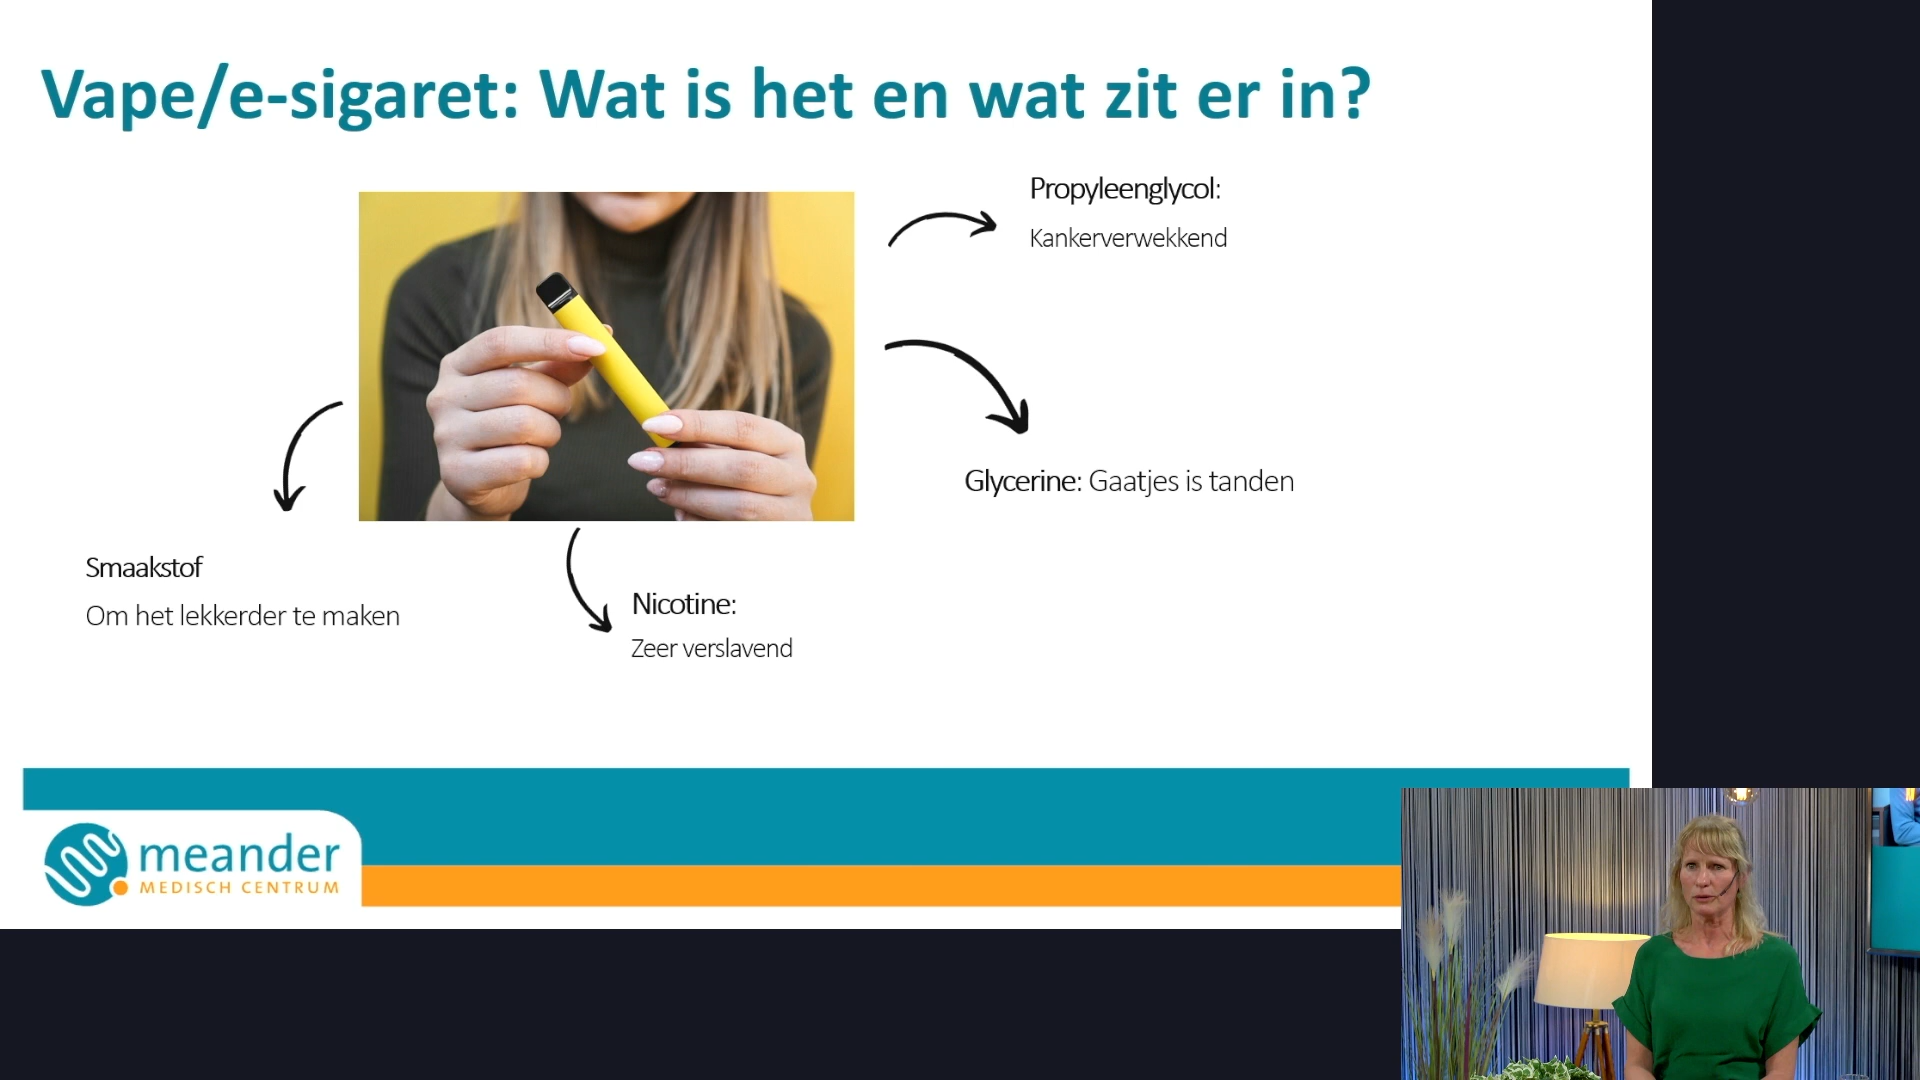 Vape/e-sigaret: Wat is het en wat zit er in?
Propyleenglycol:
Kankerverwekkend
Glycerine: Gaatjes is tanden
Smaakstof
Om het lekkerder te maken
Nicotine:
Zeer verslavend
meander
MEDISCH CENTRUM